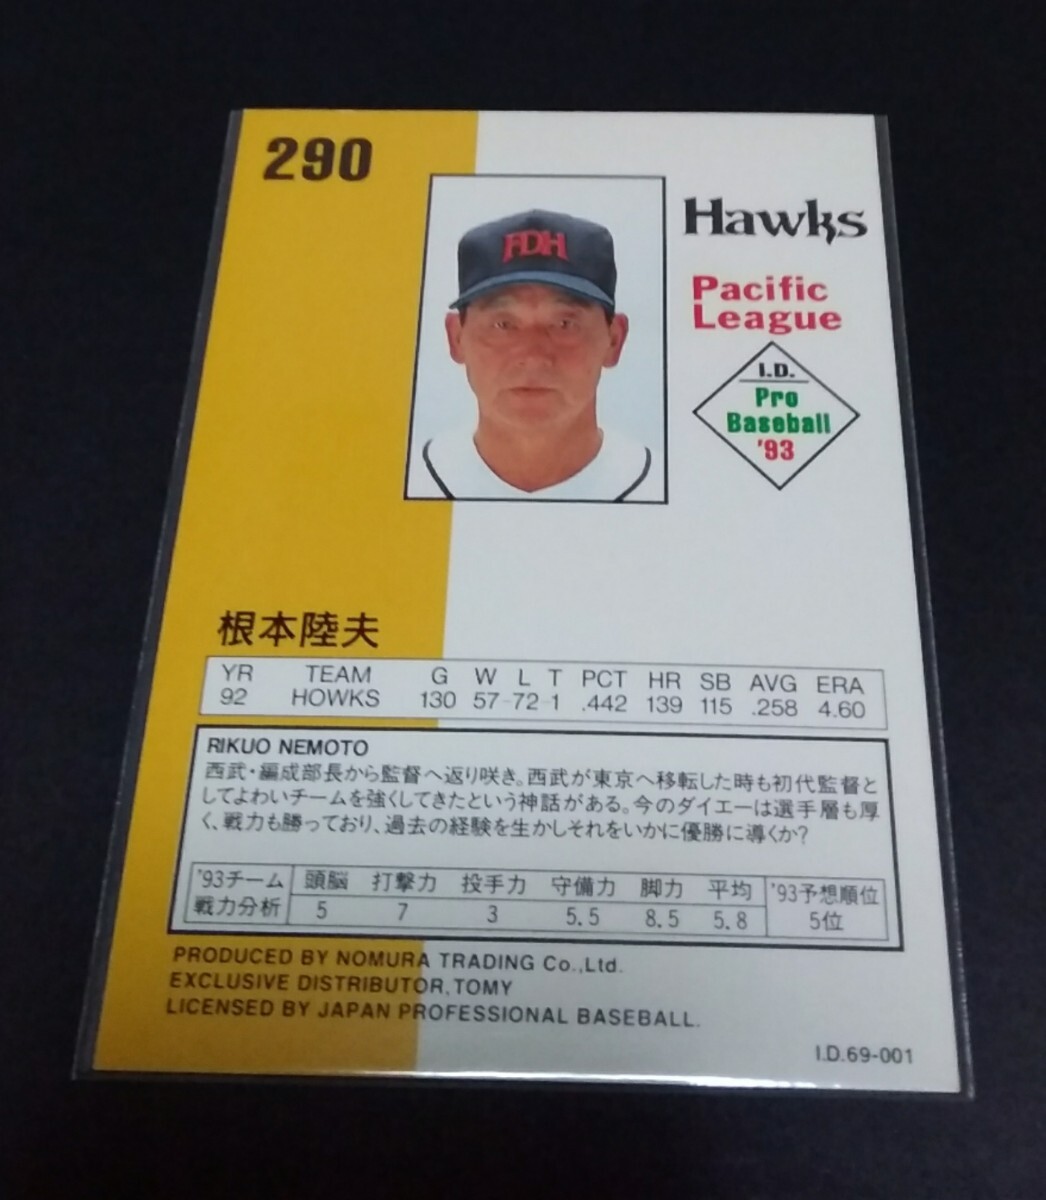 290
FDH
Hawks
Pacific
League
I.D.
Pro
Baseball
'93
根本陸夫
YR TEAM G W L T PCT HR SB AVG ERA
92 HOWKS 130 57-72-1 .442 139 115 .258 4.60
RIKUO NEMOTO
西武・編成部長から監督へ返り咲き。西武が東京へ移転した時も初代監督と
してよわいチームを強くしてきたという神話がある。今のダイエーは選手層も厚
く、戦力も勝っており、過去の経験を生かしそれをいかに優勝に導くか?
'93チーム戦力分析 頭脳 打撃力 投手力 守備力 脚力 平均 '93予想順位
5 7 3 5.5 8.5 5.8 5位
PRODUCED BY NOMURA TRADING Co.,Ltd.
EXCLUSIVE DISTRIBUTOR,TOMY
LICENSED BY JAPAN PROFESSIONAL BASEBALL.
I.D.69-001